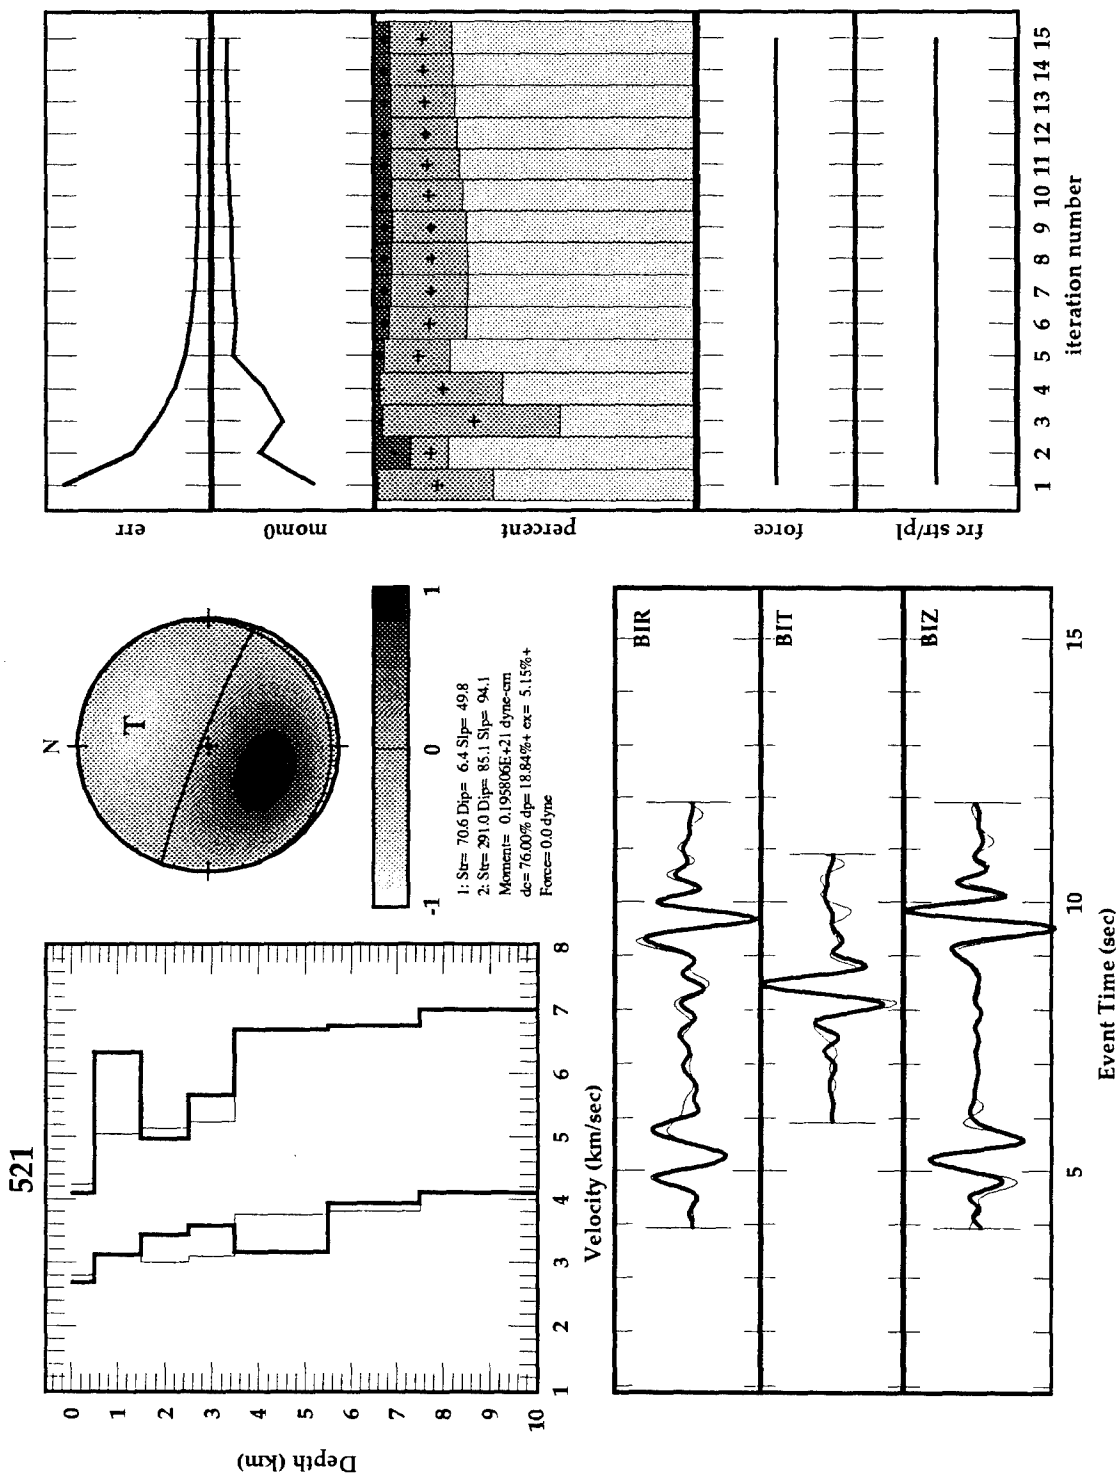 521
0
1
2
3
4
5
6
7
8
9
10
Depth (km)
1
2
3
4
5
6
7
8
Velocity (km/sec)
N
T
-1
0
1
1: Str= 70.6 Dip= 6.4 Slp= 49.8
2: Str= 291.0 Dip= 85.1 Slp= 94.1
Moment= 0.195806E+21 dyne-cm
dc= 76.00% dp= 18.84%+ ex= 5.15%+
Force= 0.0 dyne
err
mom0
percent
force
frc str/pl
1 2 3 4 5 6 7 8 9 10 11 12 13 14 15
iteration number
BIR
BIT
BIZ
5
10
15
Event Time (sec)